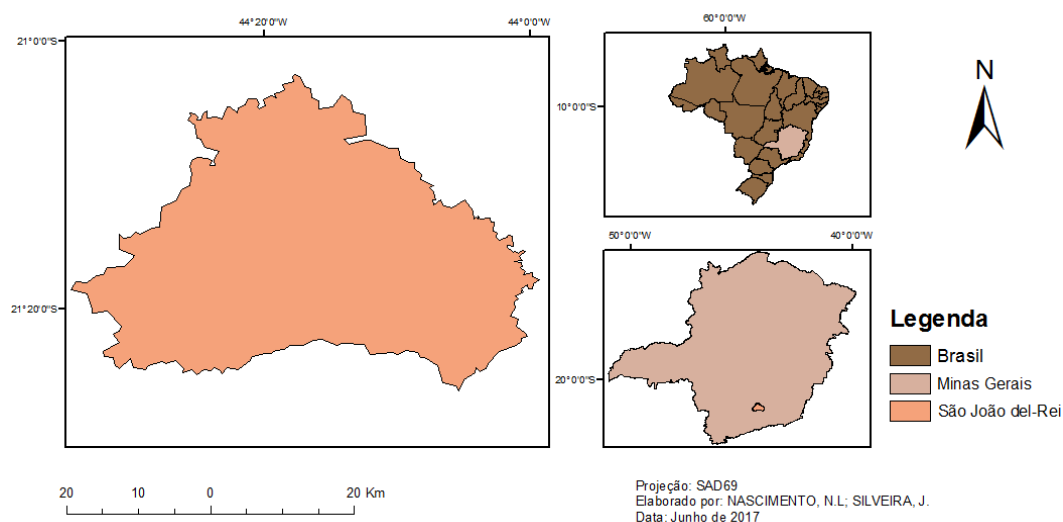 44°20'0"W
44°0'0"W
21°0'0"S
21°20'0"S
60°0'0"W
10°0'0"S
N
50°0'0"W
40°0'0"W
20°0'0"S
Legenda
Brasil
Minas Gerais
São João del-Rei
20 10 0 20 Km
Projeção: SAD69
Elaborado por: NASCIMENTO, N.L; SILVEIRA, J.
Data: Junho de 2017